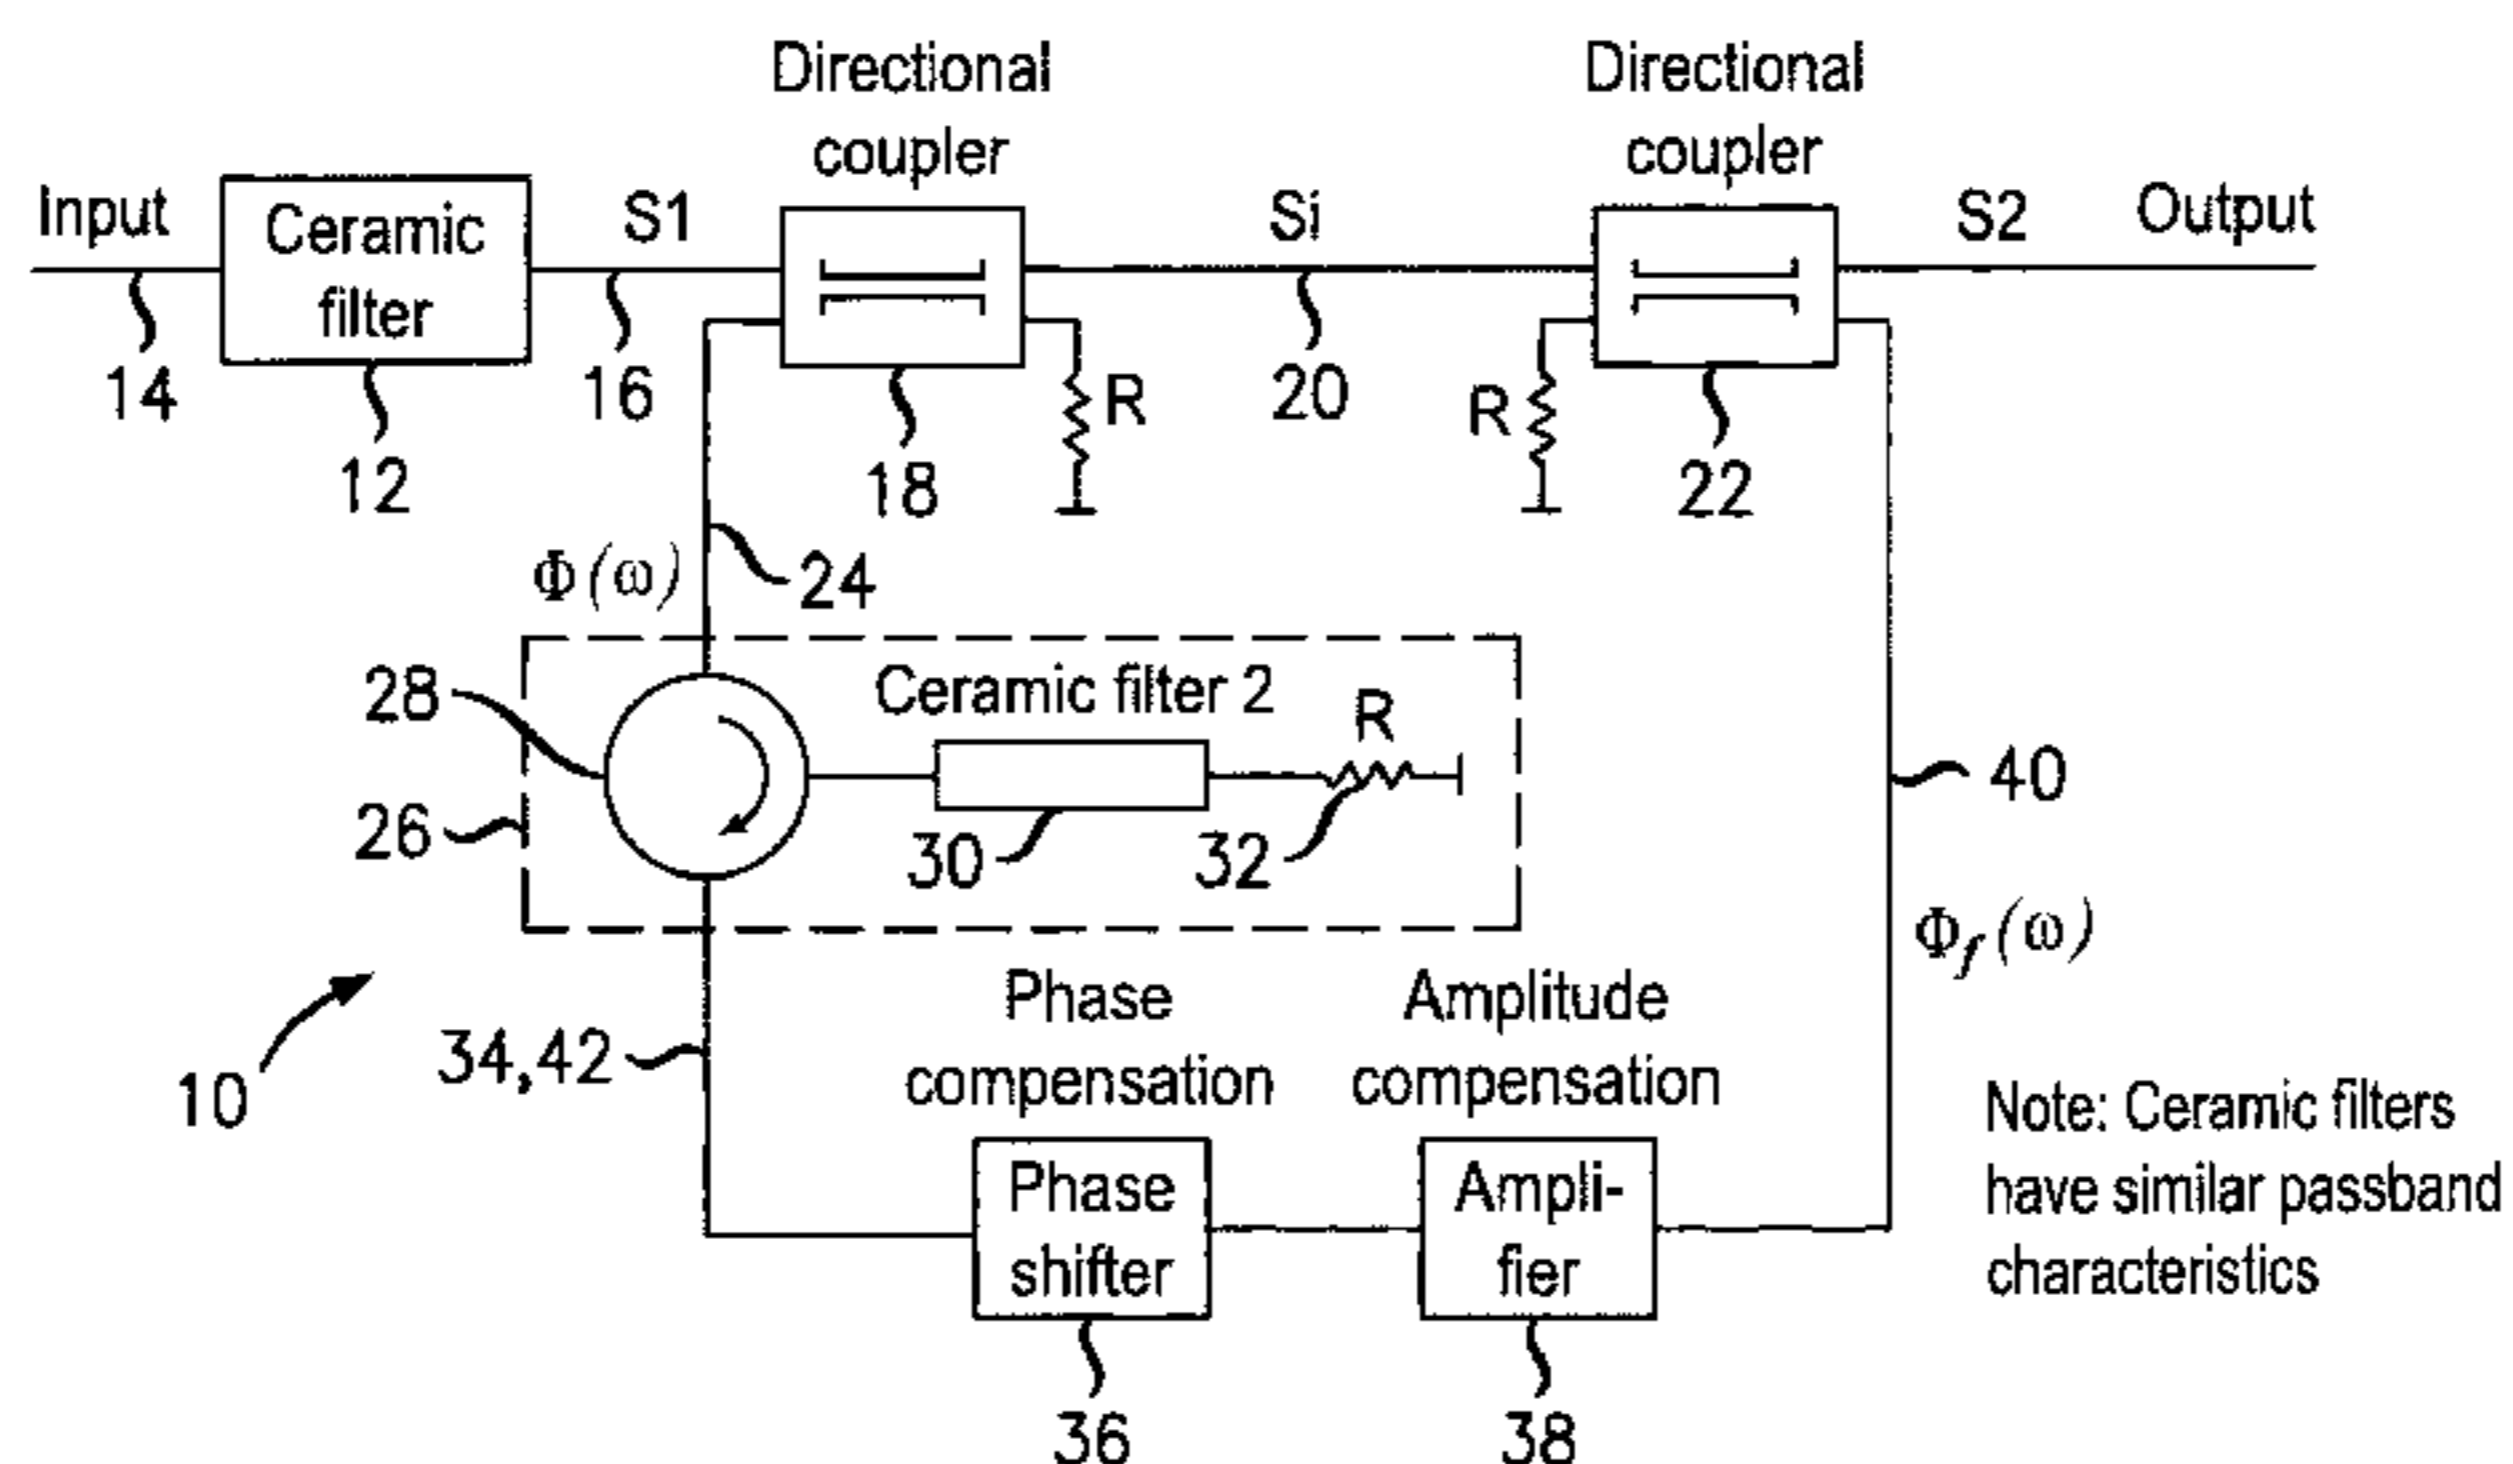 Directional
coupler
Directional
coupler
Input
Ceramic
filter
S1
Si
S2
Output
14
12
16
18
R
20
R
22
Φ(ω)
24
28
Ceramic filter 2
R
26
30
32
40
Φf(ω)
10
34,42
Phase
compensation
Amplitude
compensation
Phase
shifter
Ampli-
fier
Note: Ceramic filters
have similar passband
characteristics
36
38